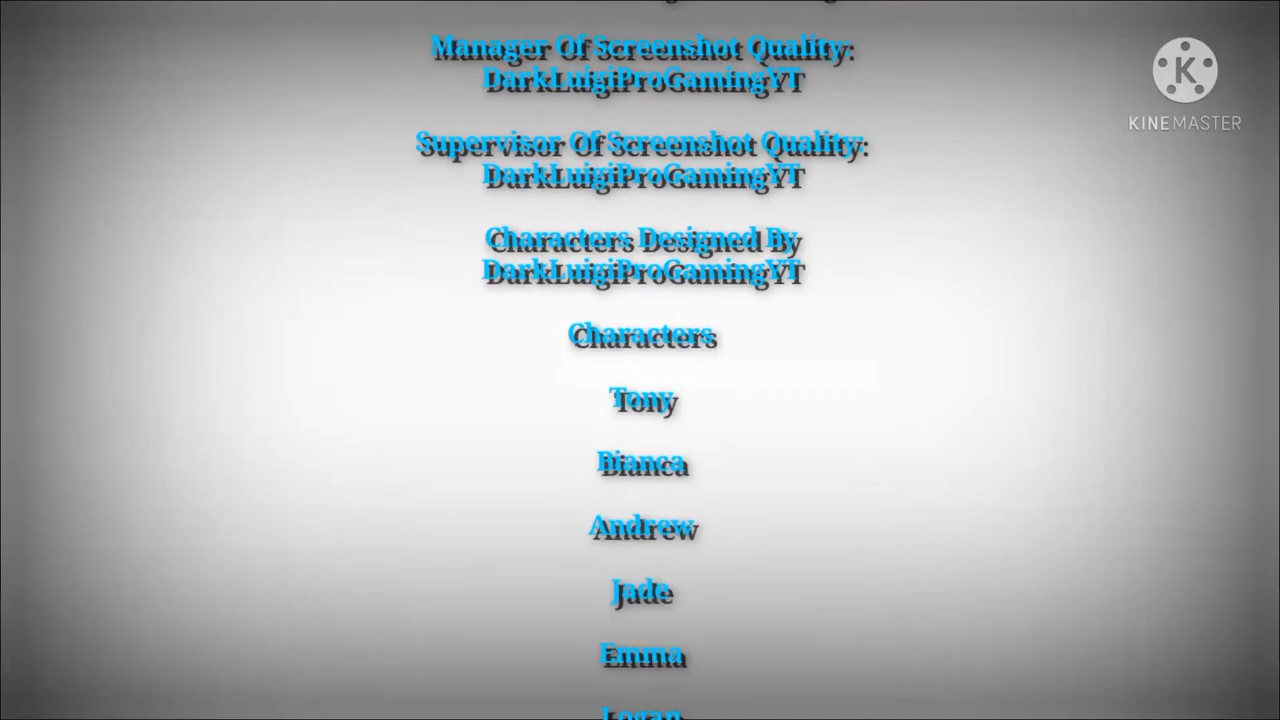 Manager Of Screenshot Quality:
DarkLuigiProGamingYT
Supervisor Of Screenshot Quality:
DarkLuigiProGamingYT
Characters Designed By
DarkLuigiProGamingYT
Characters
Tony
Bianca
Andrew
Jade
Emma
Logan
K
KINEMASTER